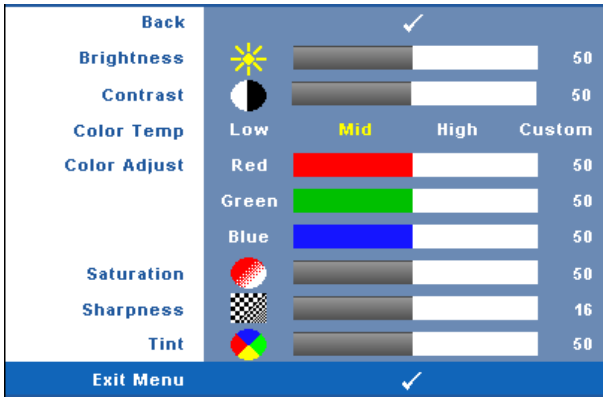 Back
Brightness 50
Contrast 50
Color Temp Low Mid High Custom
Color Adjust Red 50
Green 50
Blue 50
Saturation 50
Sharpness 16
Tint 50
Exit Menu